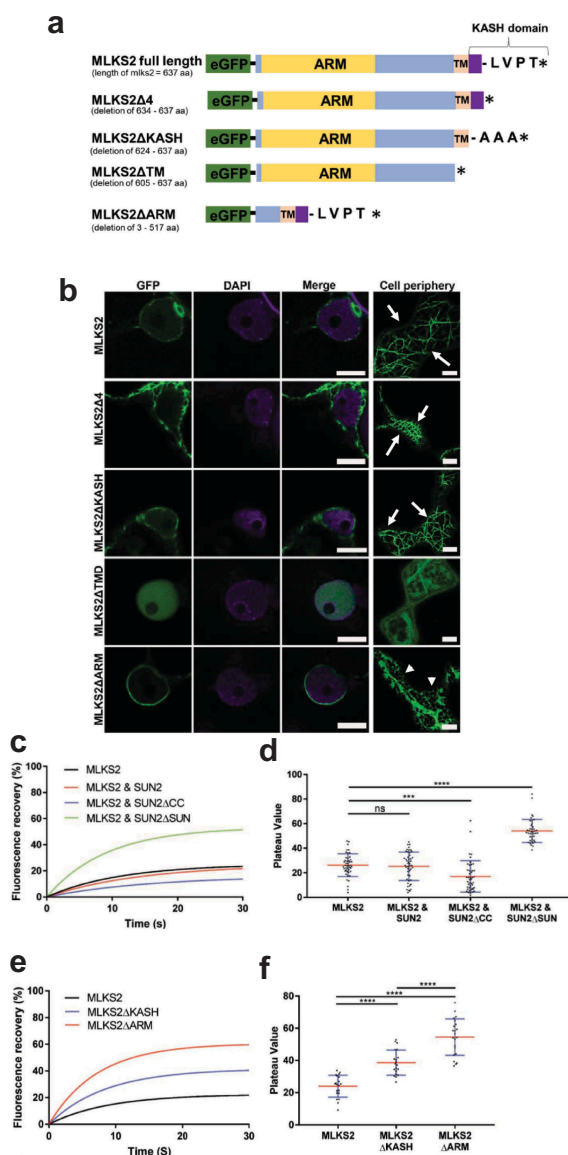 a
KASH domain
MLKS2 full length
(length of mlks2 = 637 aa)
eGFP ARM TM -LVPT*
MLKS2Δ4
(deletion of 634 - 637 aa)
eGFP ARM TM *
MLKS2ΔKASH
(deletion of 624 - 637 aa)
eGFP ARM TM -AAA*
MLKS2ΔTM
(deletion of 605 - 637 aa)
eGFP ARM *
MLKS2ΔARM
(deletion of 3 - 517 aa)
eGFP TM -LVPT *
b
GFP DAPI Merge Cell periphery
MLKS2
MLKS2Δ4
MLKS2ΔKASH
MLKS2ΔTMD
MLKS2ΔARM
c
Fluorescence recovery (%)
100
80
60
40
20
0
0 10 20 30
Time (s)
MLKS2
MLKS2 & SUN2
MLKS2 & SUN2ΔCC
MLKS2 & SUN2ΔSUN
d
Plateau Value
100
80
60
40
20
0
****
***
ns
MLKS2
MLKS2 & SUN2
MLKS2 & SUN2ΔCC
MLKS2 & SUN2ΔSUN
e
Fluorescence recovery (%)
100
80
60
40
20
0
0 10 20 30
Time (S)
MLKS2
MLKS2ΔKASH
MLKS2ΔARM
f
Plateau Value
80
60
40
20
0
****
****
****
MLKS2
MLKS2 ΔKASH
MLKS2 ΔARM